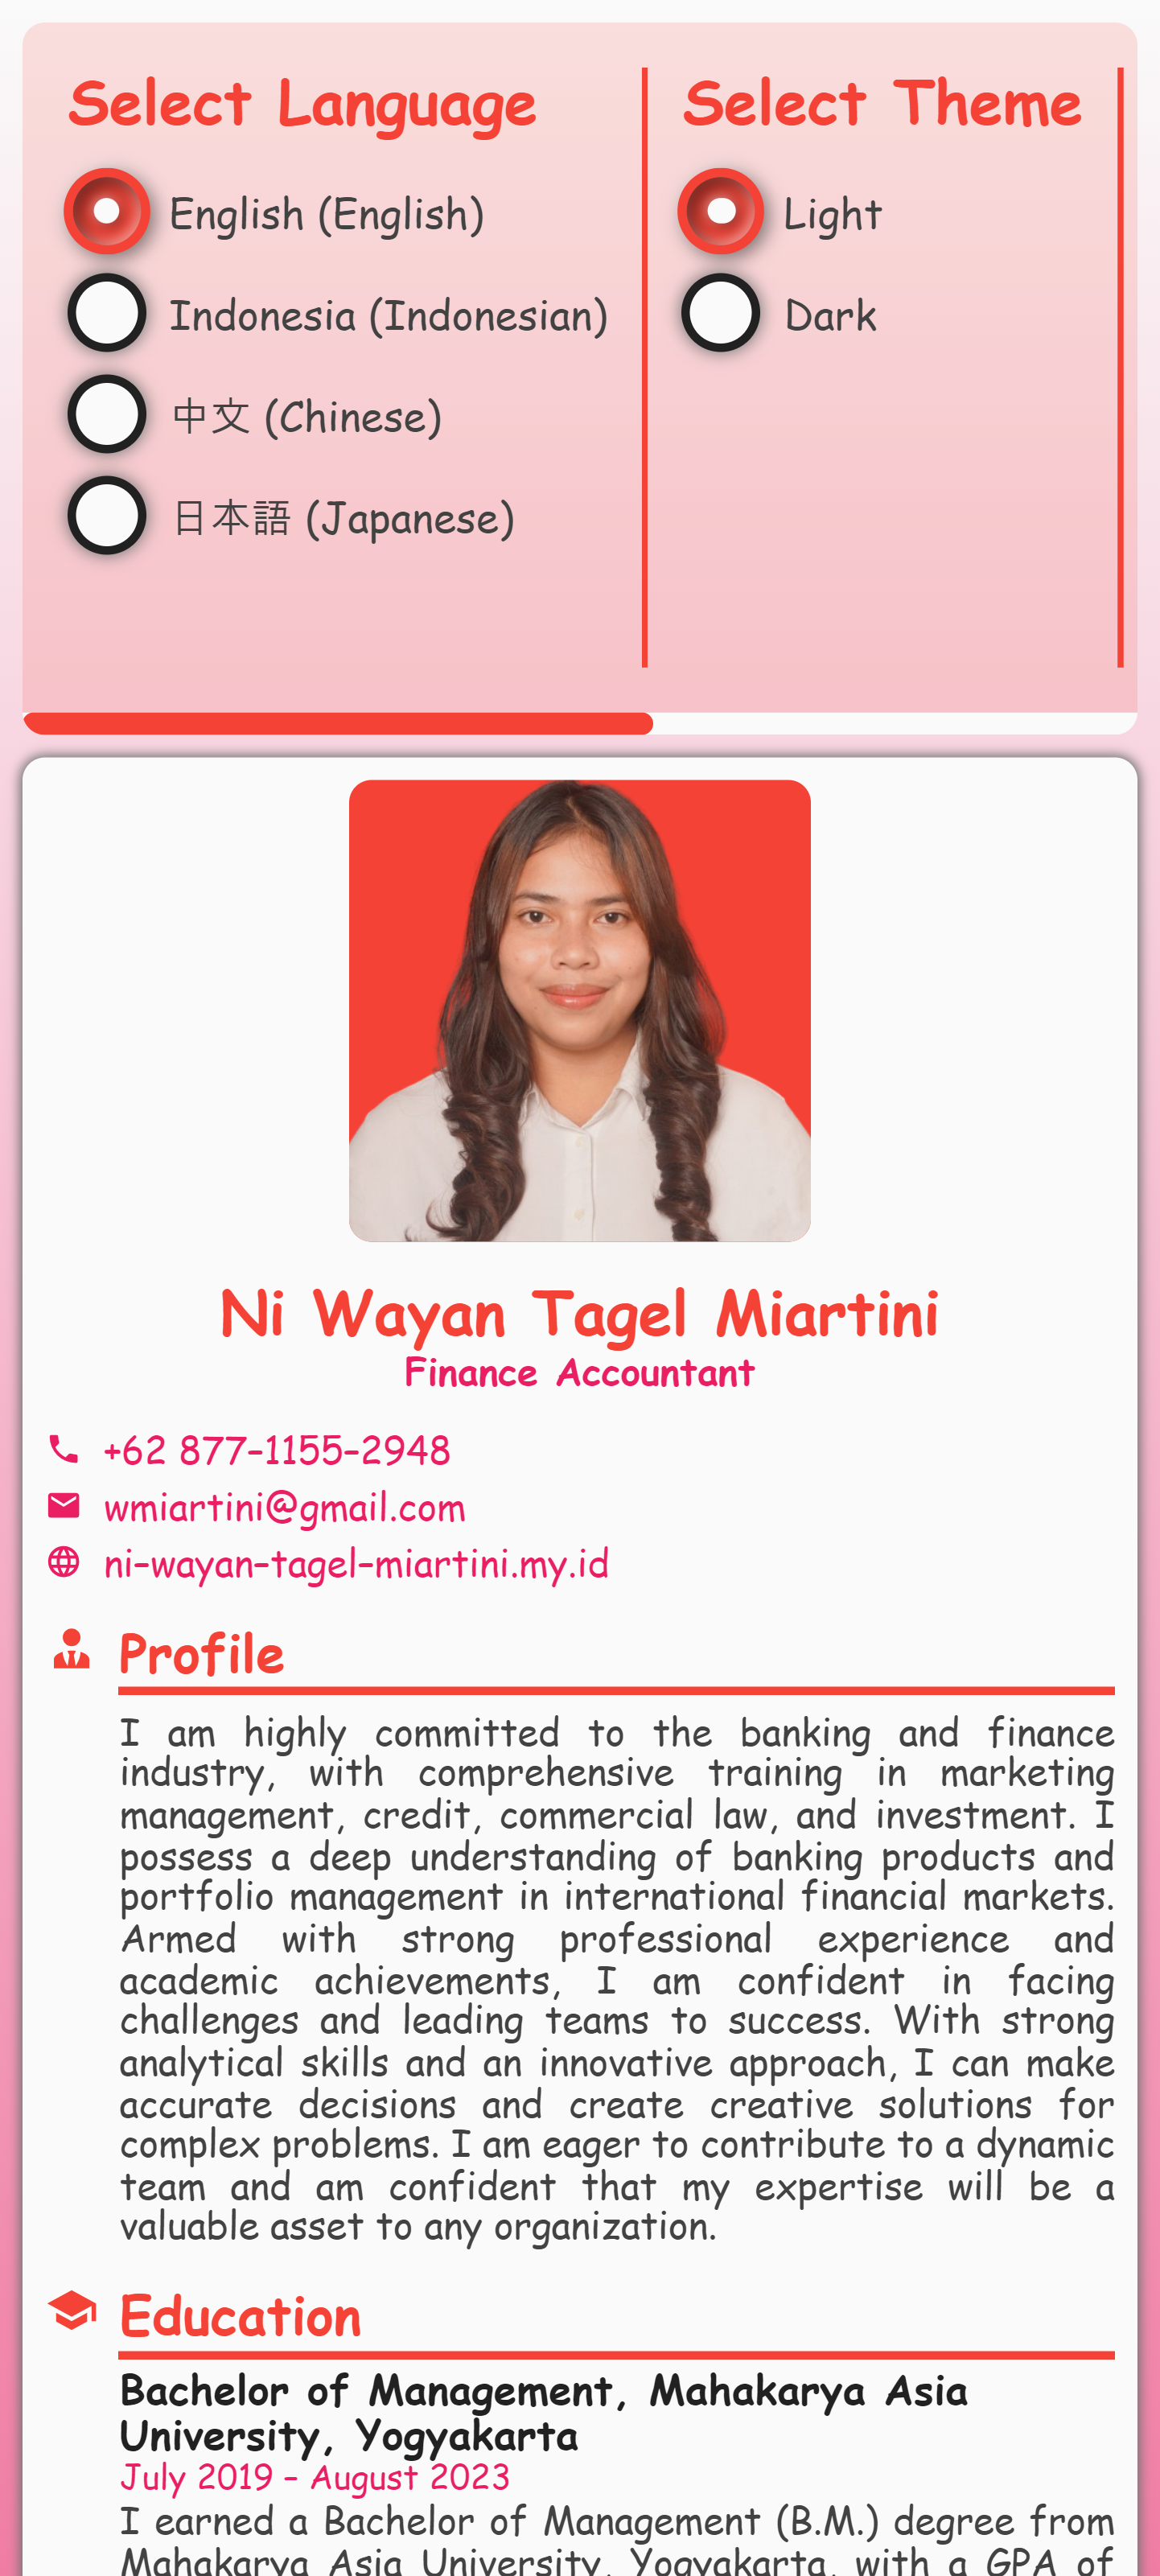 Select Language
English (English)
Indonesia (Indonesian)
中文 (Chinese)
日本語 (Japanese)
Select Theme
Light
Dark
Ni Wayan Tagel Miartini
Finance Accountant
+62 877-1155-2948
wmiartini@gmail.com
ni-wayan-tagel-miartini.my.id
Profile
I am highly committed to the banking and finance
industry, with comprehensive training in marketing
management, credit, commercial law, and investment. I
possess a deep understanding of banking products and
portfolio management in international financial markets.
Armed with strong professional experience and
academic achievements, I am confident in facing
challenges and leading teams to success. With strong
analytical skills and an innovative approach, I can make
accurate decisions and create creative solutions for
complex problems. I am eager to contribute to a dynamic
team and am confident that my expertise will be a
valuable asset to any organization.
Education
Bachelor of Management, Mahakarya Asia
University, Yogyakarta
July 2019 - August 2023
I earned a Bachelor of Management (B.M.) degree from
Mahakarya Asia University, Yogyakarta, with a GPA of